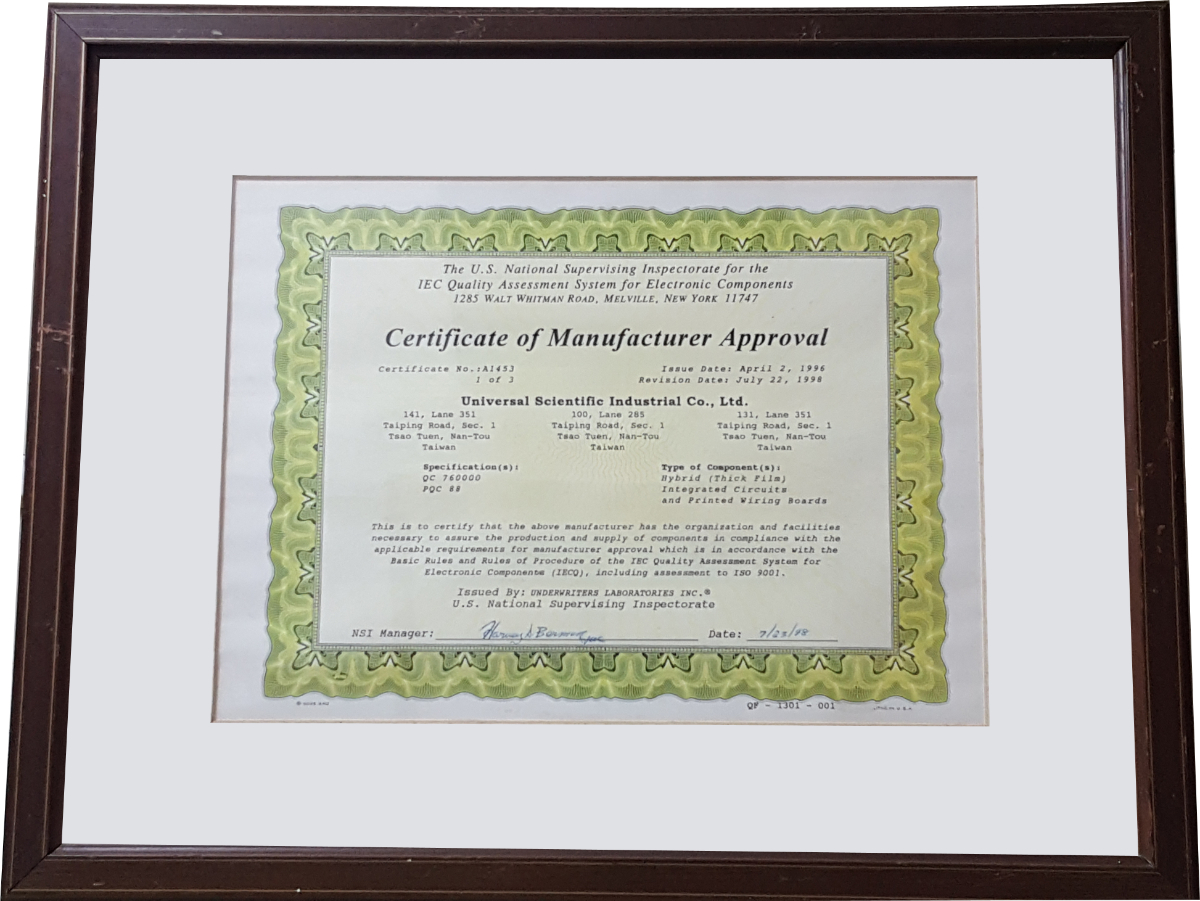 The U.S. National Supervising Inspectorate for the
IEC Quality Assessment System for Electronic Components
1285 WALT WHITMAN ROAD, MELVILLE, NEW YORK 11747
Certificate of Manufacturer Approval
Certificate No.:A1453 Issue Date: April 2, 1996
1 of 3 Revision Date: July 22, 1998
Universal Scientific Industrial Co., Ltd.
141, Lane 351 100, Lane 285 131, Lane 351
Taiping Road, Sec. 1 Taiping Road, Sec. 1 Taiping Road, Sec. 1
Tsao Tuen, Nan-Tou Tsao Tuen, Nan-Tou Tsao Tuen, Nan-Tou
Taiwan Taiwan Taiwan
Specification(s): Type of Component(s):
QC 760000 Hybrid (Thick Film)
PQC 88 Integrated Circuits
and Printed Wiring Boards
This is to certify that the above manufacturer has the organization and facilities
necessary to assure the production and supply of components in compliance with the
applicable requirements for manufacturer approval which is in accordance with the
Basic Rules and Rules of Procedure of the IEC Quality Assessment System for
Electronic Components (IECQ), including assessment to ISO 9001.
Issued By: UNDERWRITERS LABORATORIES INC.®
U.S. National Supervising Inspectorate
NSI Manager: Date: 7/23/98
QF - 1301 - 001